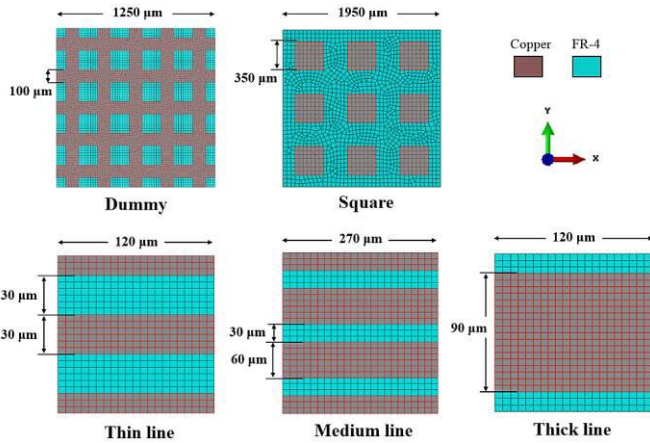 1250 µm
1950 µm
Copper FR-4
100 µm
350 µm
Y
X
Dummy
Square
120 µm
270 µm
120 µm
30 µm
30 µm
30 µm
60 µm
90 µm
Thin line
Medium line
Thick line